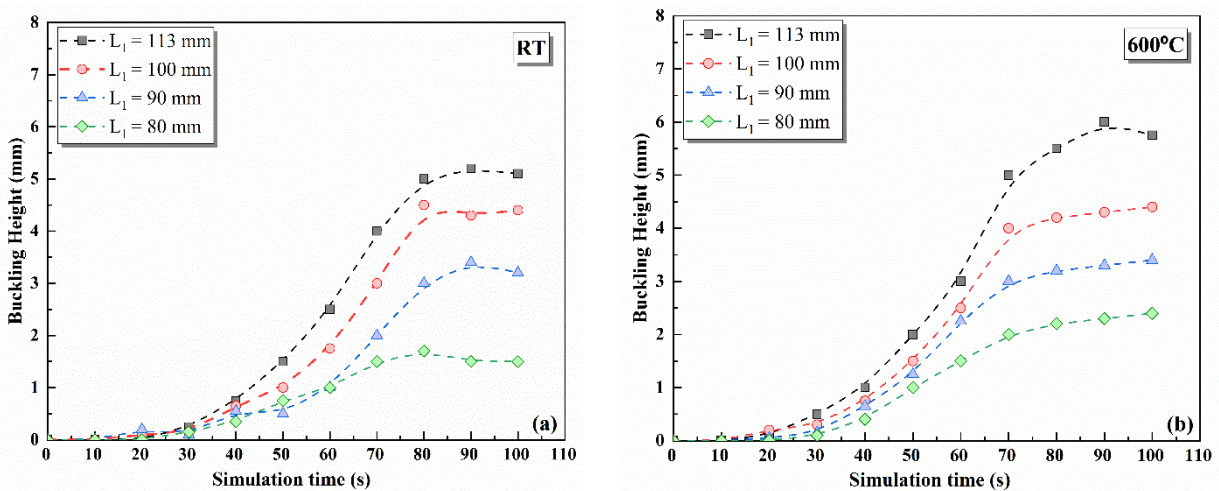 RT
L1 = 113 mm
L1 = 100 mm
L1 = 90 mm
L1 = 80 mm
Buckling Height (mm)
8
7
6
5
4
3
2
1
0
0 10 20 30 40 50 60 70 80 90 100 110
Simulation time (s)
(a)
600°C
L1 = 113 mm
L1 = 100 mm
L1 = 90 mm
L1 = 80 mm
Buckling Height (mm)
8
7
6
5
4
3
2
1
0
0 10 20 30 40 50 60 70 80 90 100 110
Simulation time (s)
(b)